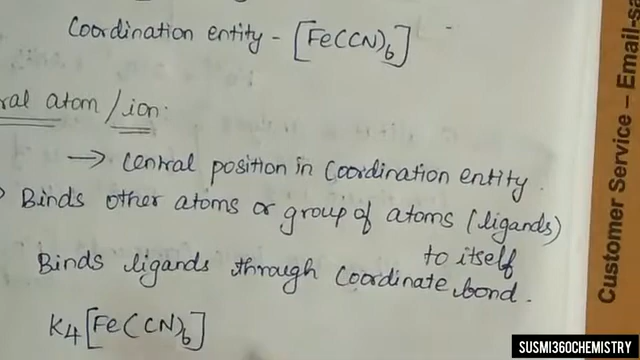 Coordination entity - [Fe(CN)6]
ral atom / ion.
→ Central position in Coordination entity.
Binds other atoms or group of atoms (ligands)
to itself
Binds ligands through Coordinate bond.
K4[Fe(CN)6]
Customer Service – Email-sa
SUSMI360CHEMISTRY